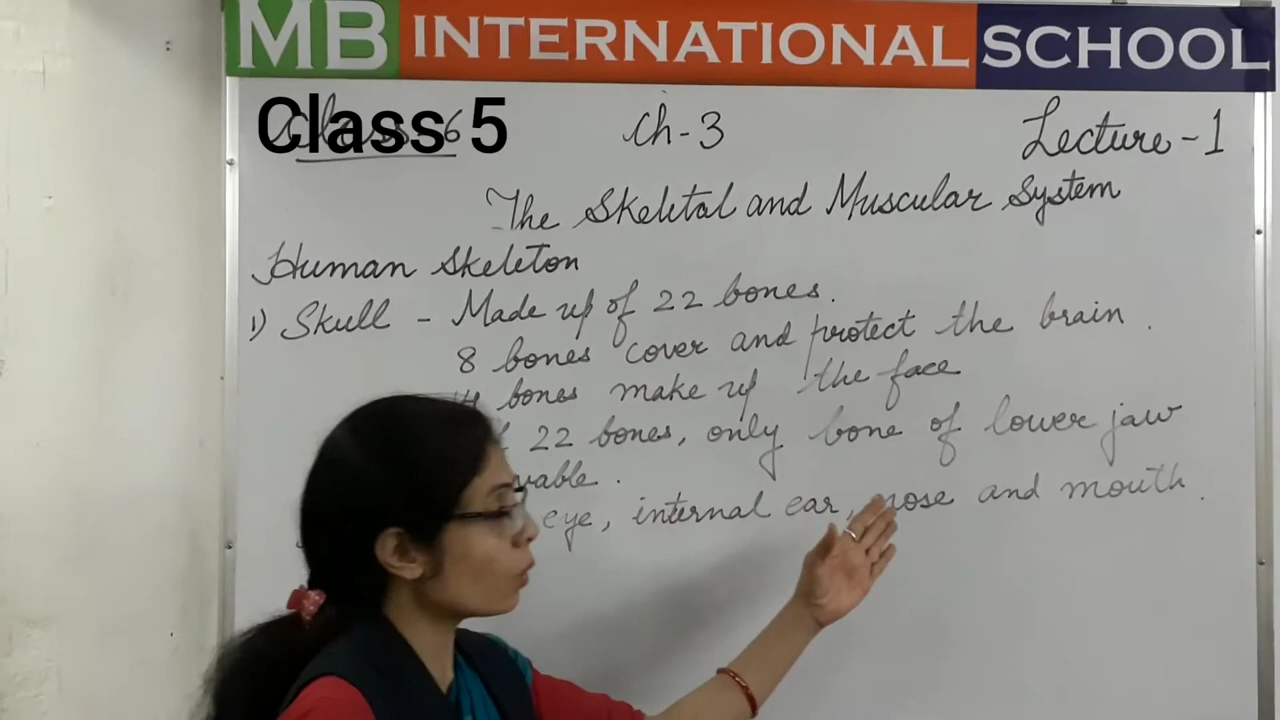 MB INTERNATIONAL SCHOOL
Class 5 Ch-3 Lecture-1
The Skeletal and Muscular System
Human Skeleton
1) Skull - Made up of 22 bones.
8 bones cover and protect the brain.
bones make up the face
22 bones, only bone of lower jaw
vable.
eye, internal ear, nose and mouth.